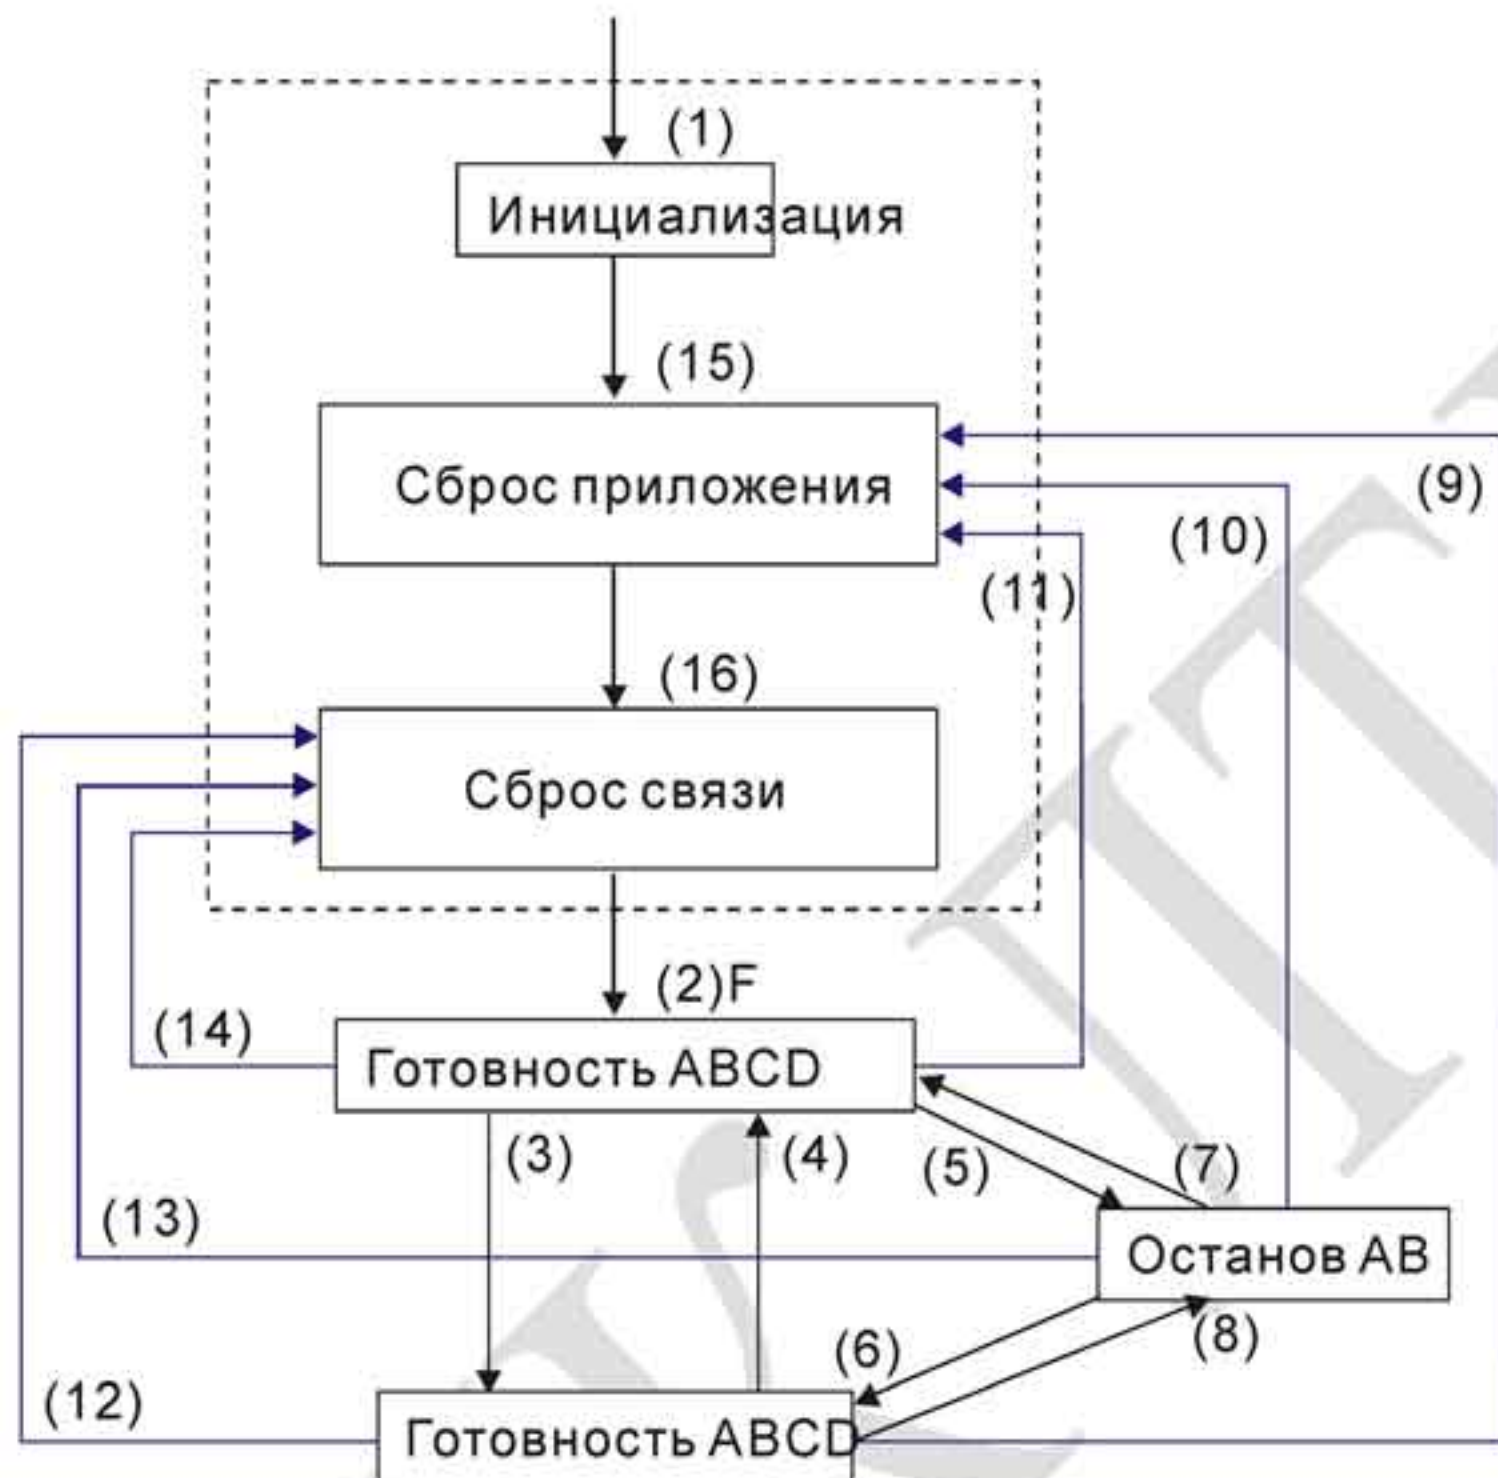 (1)
Инициализация
(15)
Сброс приложения
(9)
(10)
(11)
(16)
Сброс связи
(2)F
(14)
Готовность ABCD
(3)
(4)
(5)
(7)
(13)
Останов AB
(6)
(8)
(12)
Готовность ABCD